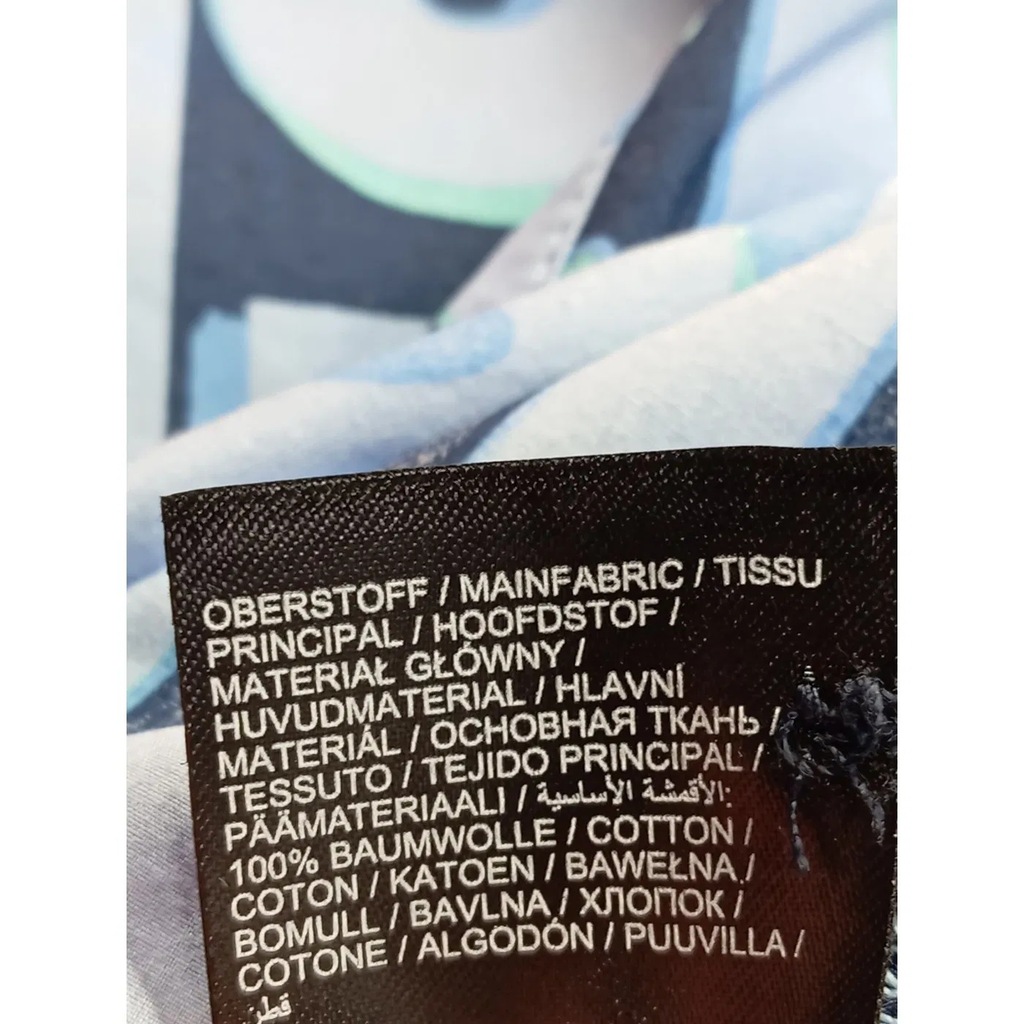 OBERSTOFF / MAINFABRIC / TISSU
PRINCIPAL / HOOFDSTOF /
MATERIAŁ GŁÓWNY /
HUVUDMATERIAL / HLAVNÍ
MATERIÁL / ОСНОВНАЯ ТКАНЬ /
TESSUTO / TEJIDO PRINCIPAL /
PÄÄMATERIAALI / الأقمشة الأساسية:
100% BAUMWOLLE / COTTON /
COTON / KATOEN / BAWEŁNA /
BOMULL / BAVLNA / ХЛОПОК /
COTONE / ALGODÓN / PUUVILLA /
قطن